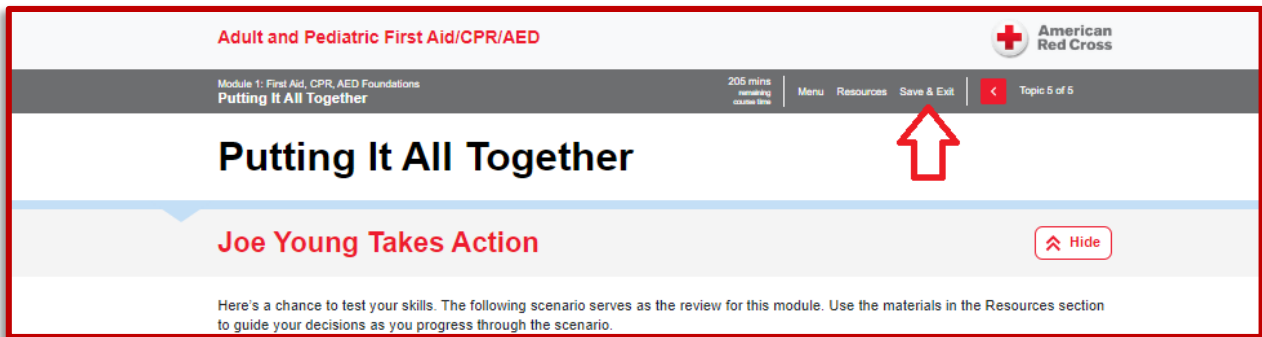 Adult and Pediatric First Aid/CPR/AED
American
Red Cross
Module 1: First Aid, CPR, AED Foundations
Putting It All Together
205 mins
remaining
course time
Menu Resources Save & Exit
Topic 5 of 5
Putting It All Together
Joe Young Takes Action
Hide
Here's a chance to test your skills. The following scenario serves as the review for this module. Use the materials in the Resources section
to guide your decisions as you progress through the scenario.